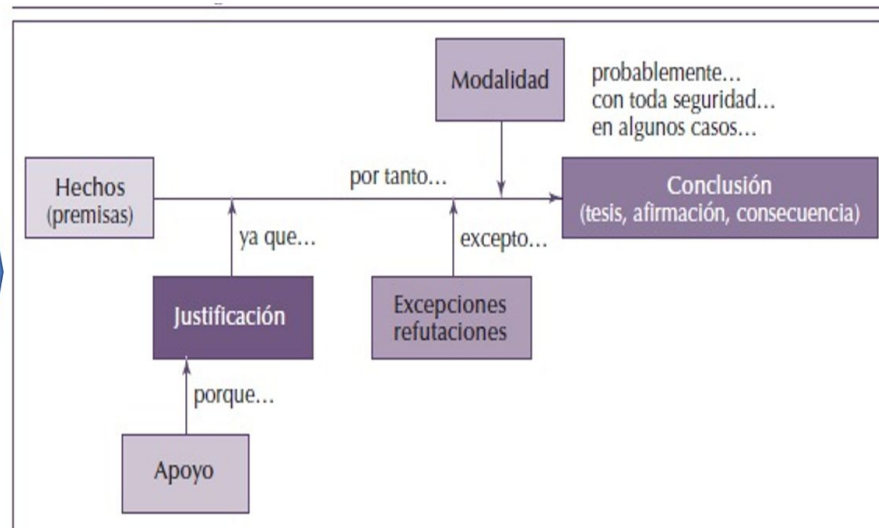 Modalidad
probablemente...
con toda seguridad...
en algunos casos...
Hechos
(premisas)
por tanto...
Conclusión
(tesis, afirmación, consecuencia)
ya que...
excepto...
Justificación
Excepciones
refutaciones
porque...
Apoyo